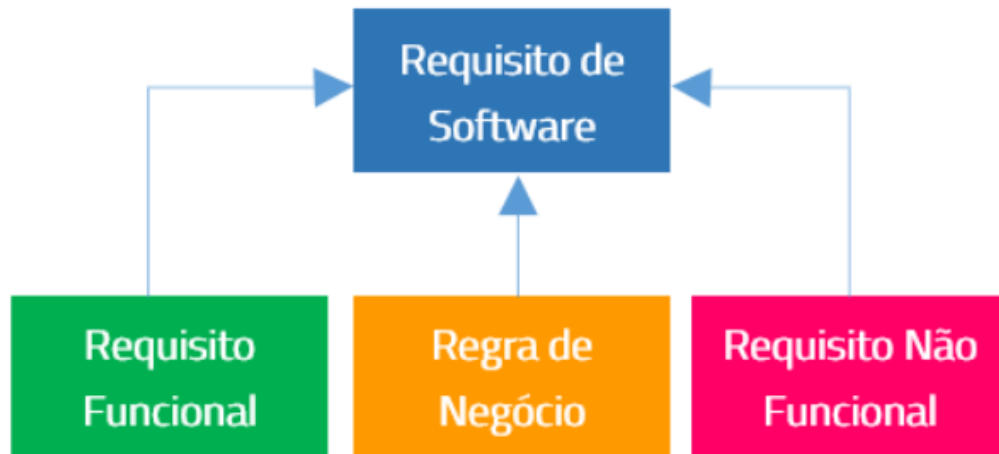 Requisito de
Software
Requisito
Funcional
Regra de
Negócio
Requisito Não
Funcional